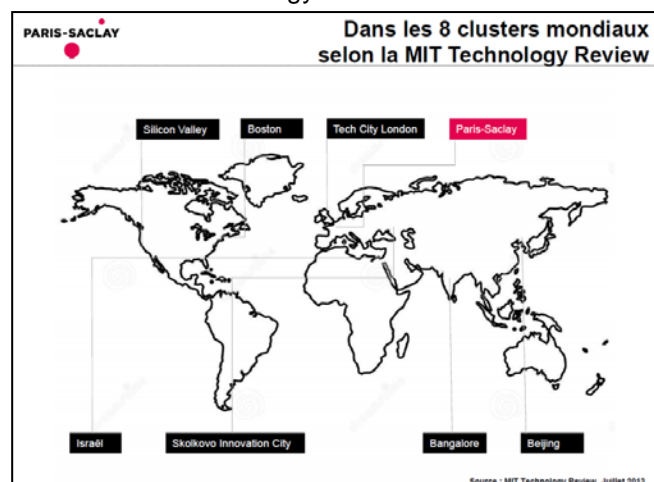 PARIS-SACLAY
Dans les 8 clusters mondiaux
selon la MIT Technology Review
Silicon Valley
Boston
Tech City London
Paris-Saclay
Israël
Skolkovo Innovation City
Bangalore
Beijing
Source : MIT Technology Review, Juillet 2013